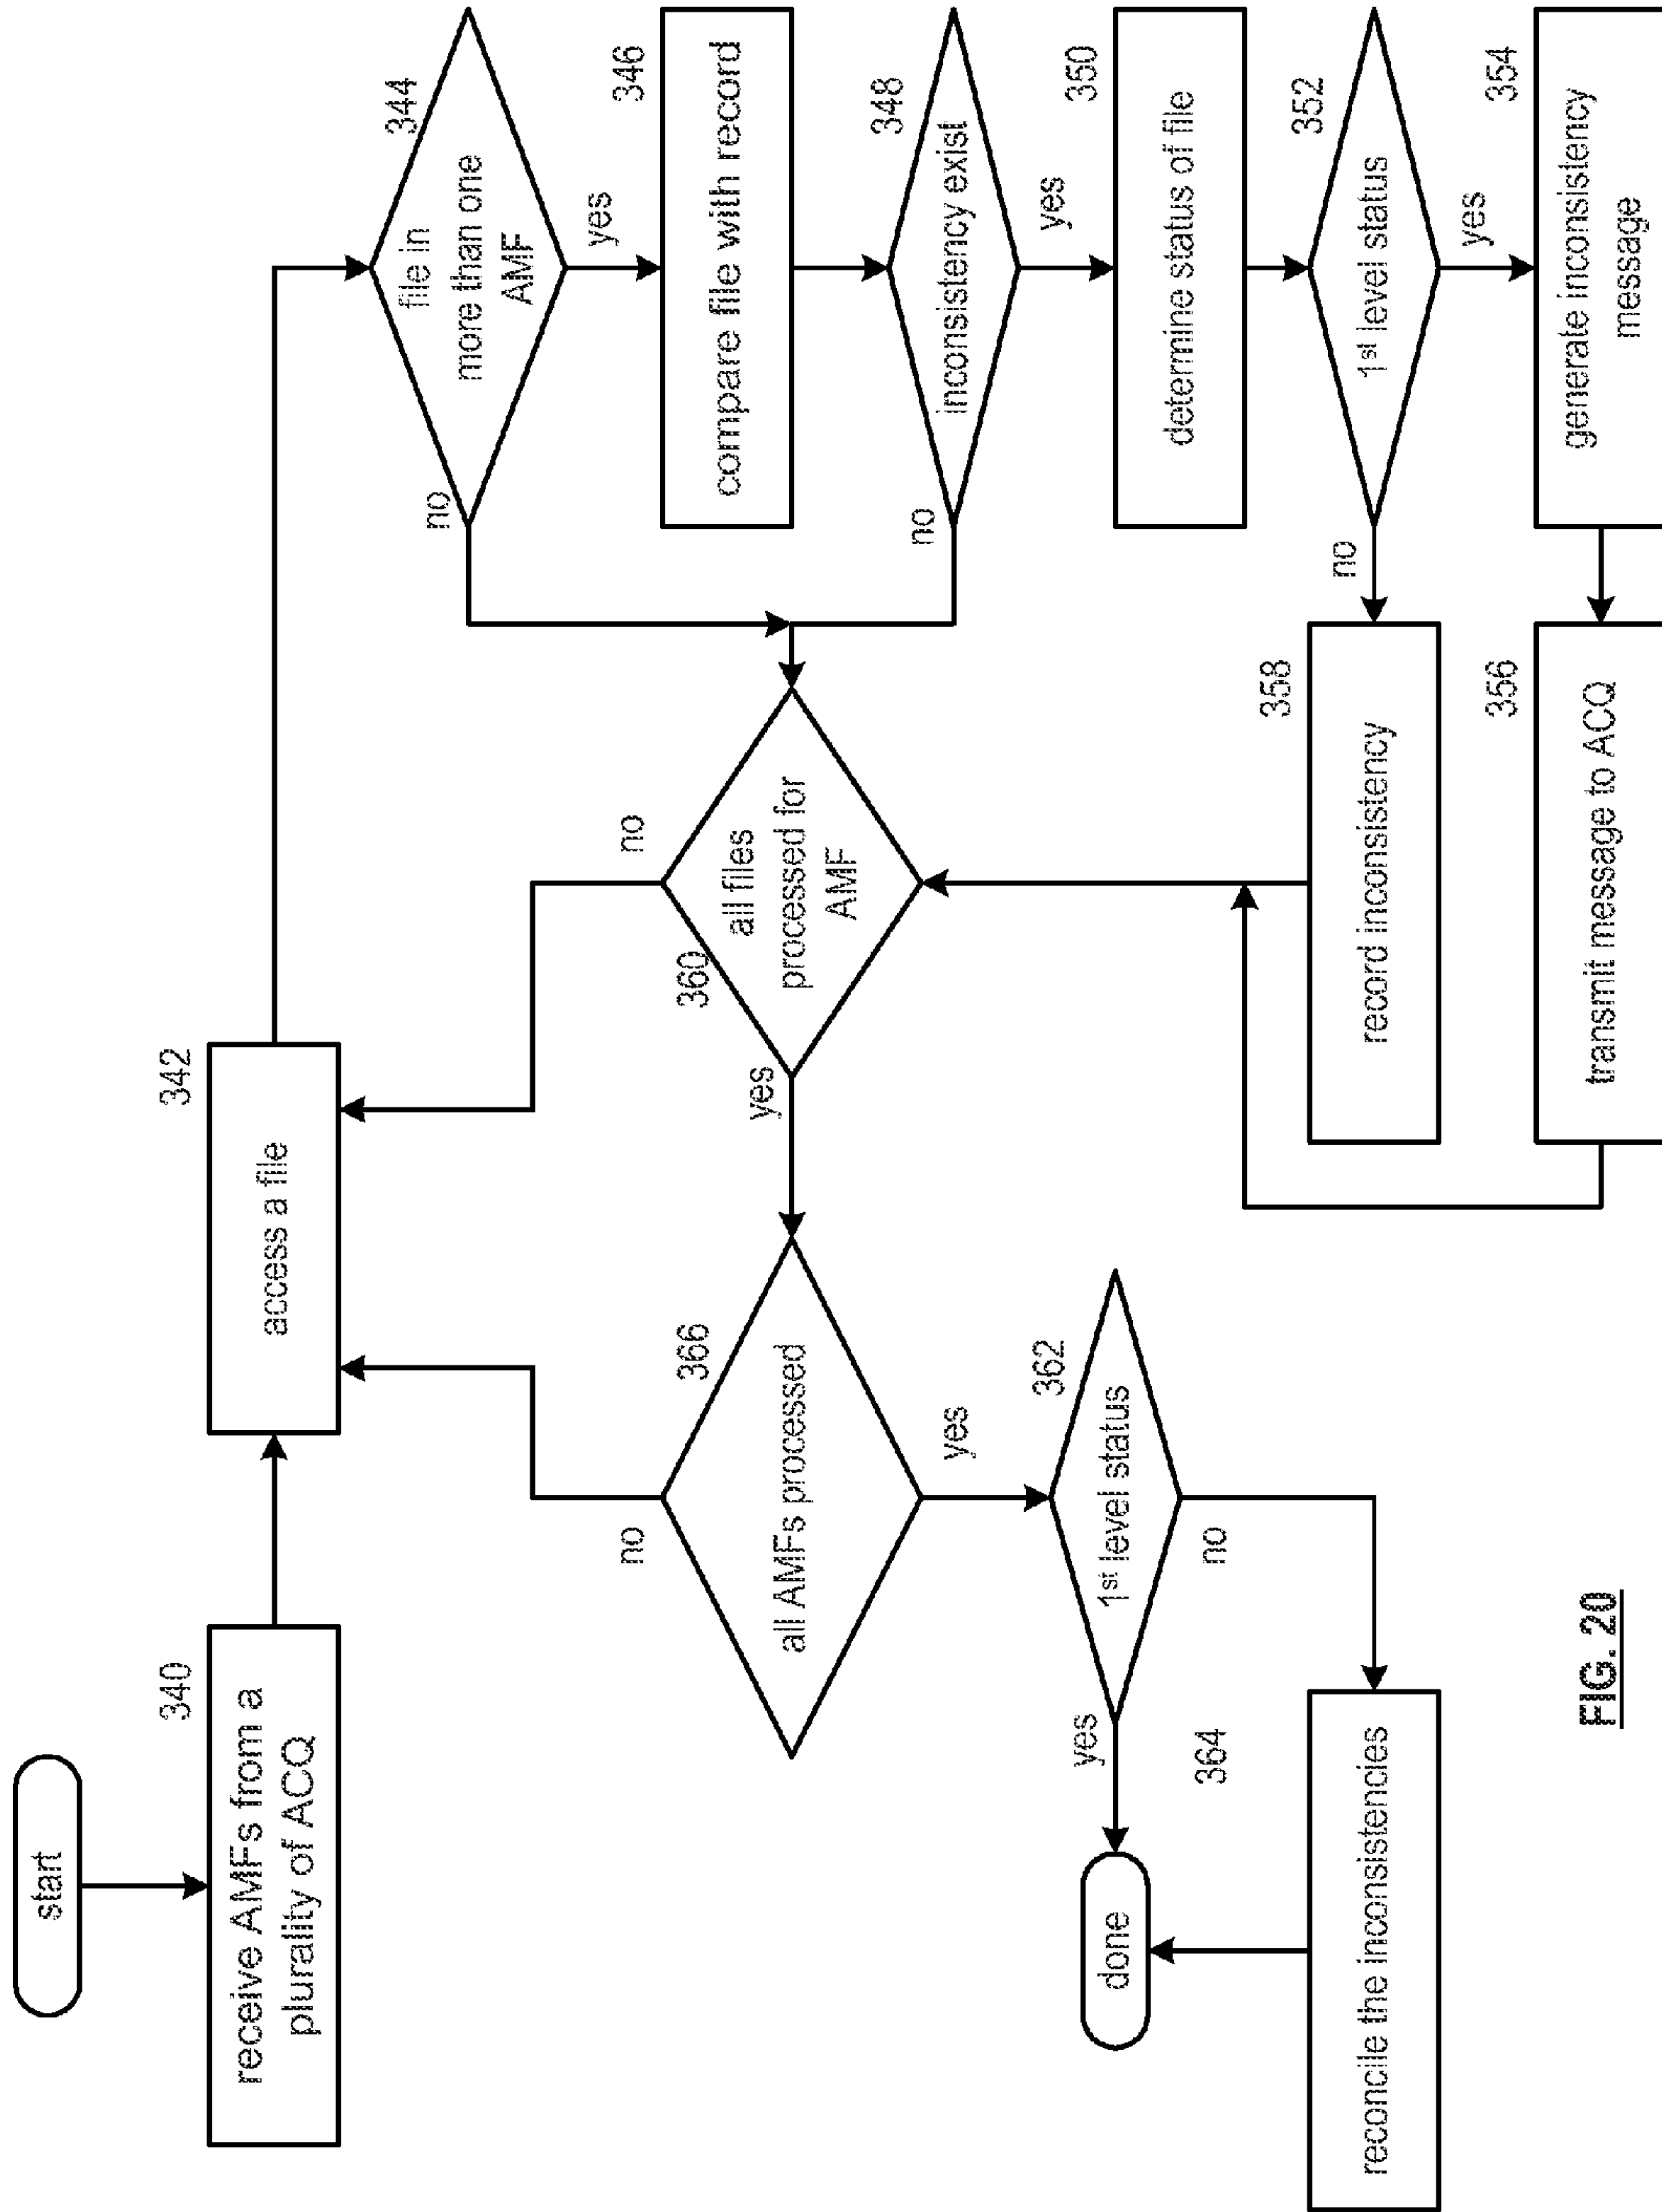 start
340
receive AMFs from a
plurality of ACQ
342
access a file
344
file in
more than one
AMF
no
yes
346
compare file with record
348
inconsistency exist
no
yes
350
determine status of file
352
1st level status
no
yes
354
generate inconsistency
message
356
transmit message to ACQ
358
record inconsistency
360
all files
processed for
AMF
no
yes
366
all AMFs processed
no
yes
362
1st level status
yes
no
364
reconcile the inconsistencies
done
FIG. 20